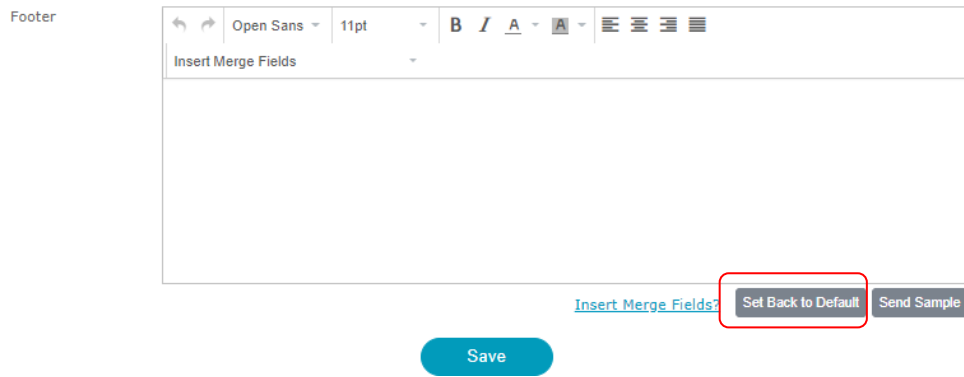 Footer
Open Sans 11pt B I A A
Insert Merge Fields
Insert Merge Fields? Set Back to Default Send Sample
Save